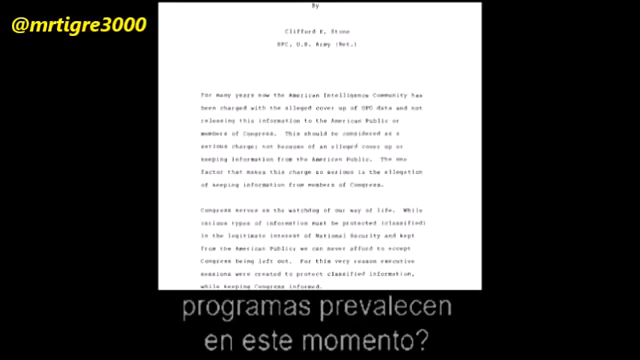 @mrtigre3000
By
Clifford E. Stone
SFC, U.S. Army (Ret.)
For many years now the American Intelligence Community has
been charged with the alleged cover up of UFO data and not
releasing this information to the American Public or
members of Congress. This should be considered as a
serious charge; not because of an alleged cover up or
keeping information from the American Public. The one
factor that makes this charge so serious is the allegation
of keeping information from members of Congress.
Congress serves as the watchdog of our way of life. While
various types of information must be protected (classified)
in the legitimate interest of National Security and kept
from the American Public; we can never afford to accept
Congress being left out. For this very reason executive
sessions were created to protect classified information,
while keeping Congress informed.
programas prevalecen
en este momento?